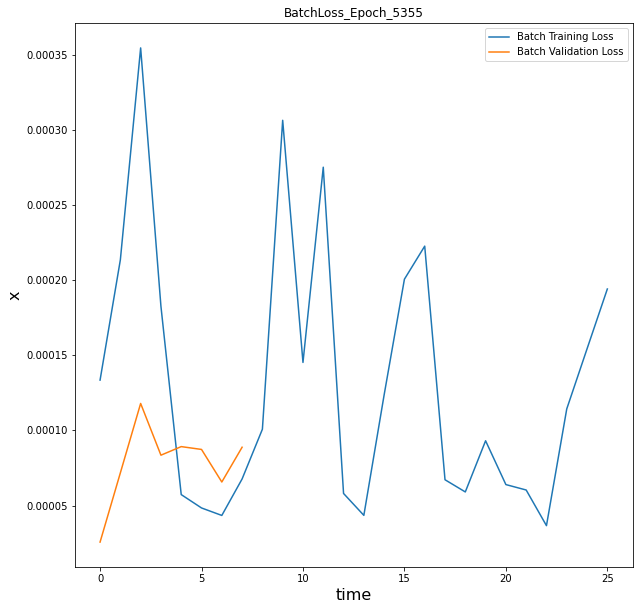 BatchLoss_Epoch_5355
Batch Training Loss
Batch Validation Loss
0.00035
0.00030
0.00025
0.00020
0.00015
0.00010
0.00005
x
0 5 10 15 20 25
time